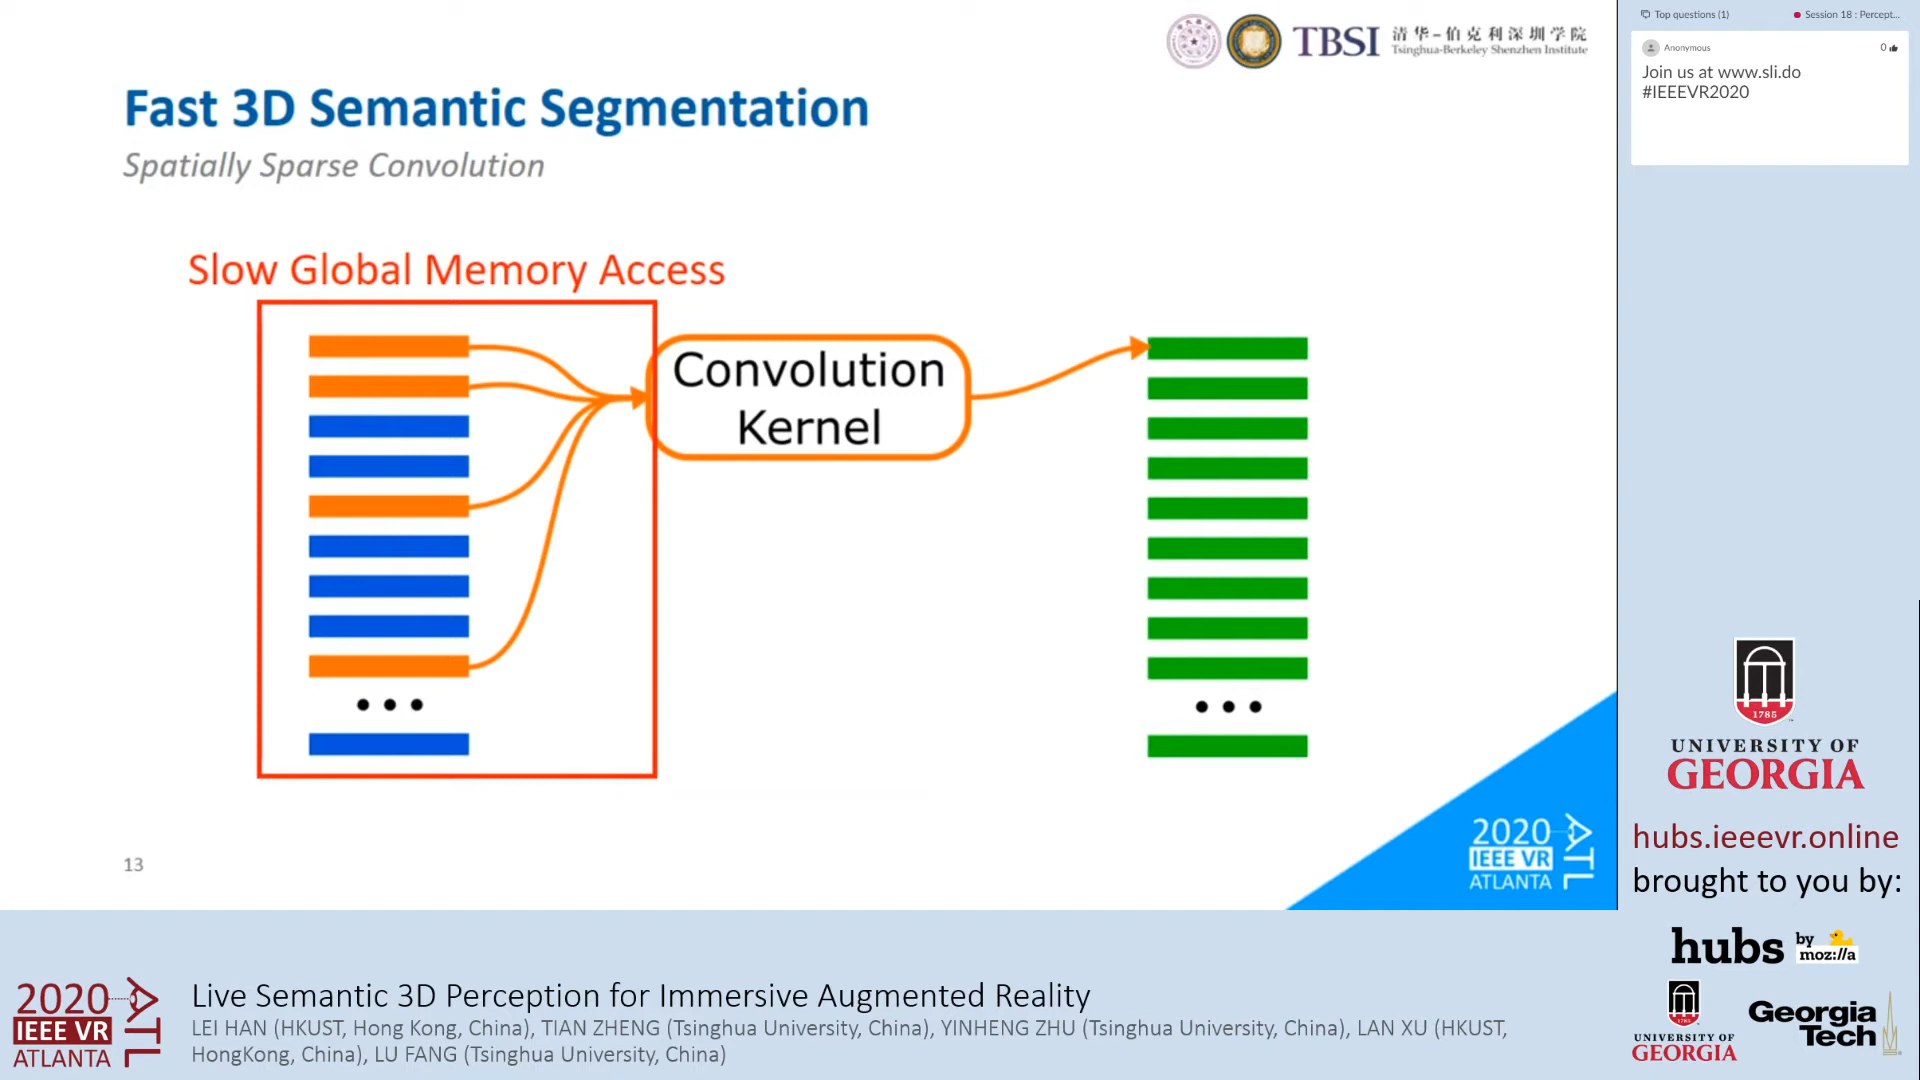 TBSI 清华-伯克利深圳学院
Tsinghua-Berkeley Shenzhen Institute
Fast 3D Semantic Segmentation
Spatially Sparse Convolution
Slow Global Memory Access
Convolution
Kernel
13
2020
IEEE VR
ATLANTA
ATL
Top questions (1)
Session 18 : Percept...
Anonymous
0
Join us at www.sli.do
#IEEEVR2020
1785
UNIVERSITY OF
GEORGIA
hubs.ieeevr.online
brought to you by:
hubs by
moz://a
UNIVERSITY OF
GEORGIA
Georgia
Tech
2020
IEEE VR
ATLANTA
ATL
Live Semantic 3D Perception for Immersive Augmented Reality
LEI HAN (HKUST, Hong Kong, China), TIAN ZHENG (Tsinghua University, China), YINHENG ZHU (Tsinghua University, China), LAN XU (HKUST,
HongKong, China), LU FANG (Tsinghua University, China)